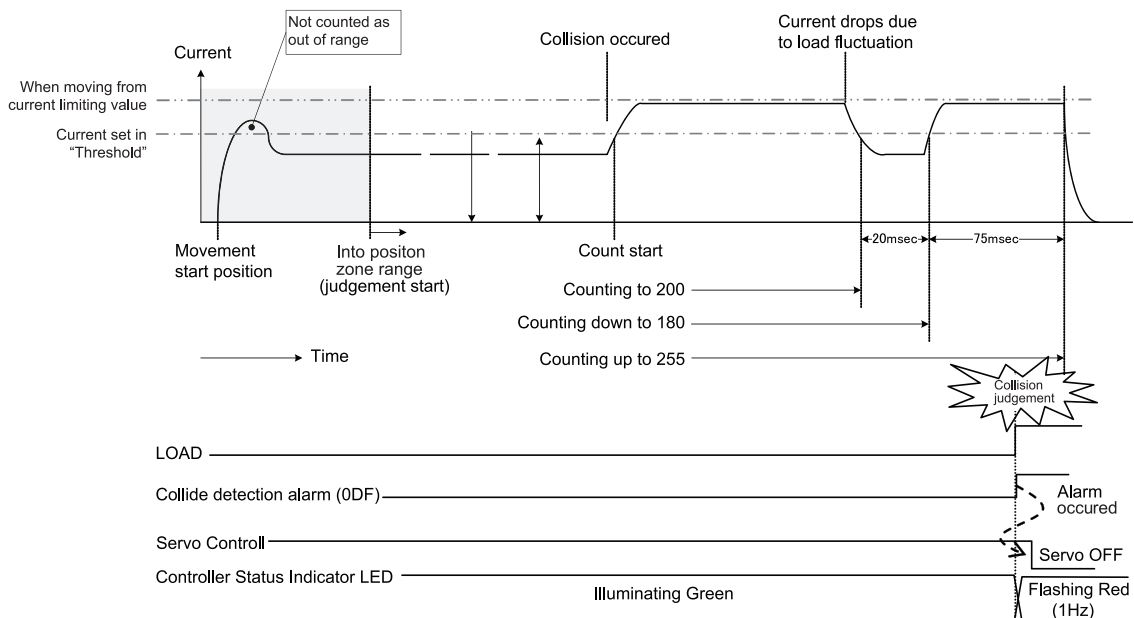 Not counted as
out of range
Current
Collision occured
Current drops due
to load fluctuation
When moving from
current limiting value
Current set in
“Threshold”
20msec
75msec
Movement
start position
Into positon
zone range
(judgement start)
Count start
Counting to 200
Counting down to 180
Time
Counting up to 255
Collision
judgement
LOAD
Collide detection alarm (0DF)
Alarm
occured
Servo Controll
Servo OFF
Controller Status Indicator LED
Illuminating Green
Flashing Red
(1Hz)